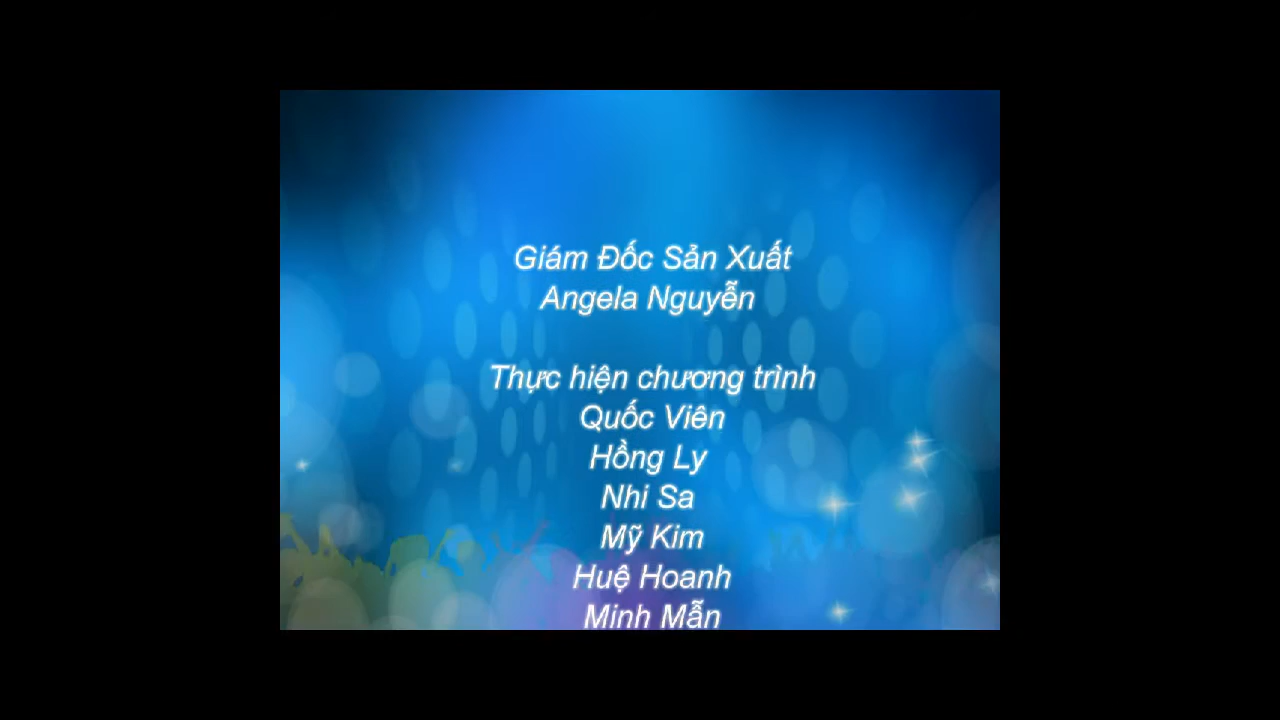 Giám Đốc Sản Xuất
Angela Nguyễn
Thực hiện chương trình
Quốc Viên
Hồng Ly
Nhi Sa
Mỹ Kim
Huệ Hoanh
Minh Mẫn